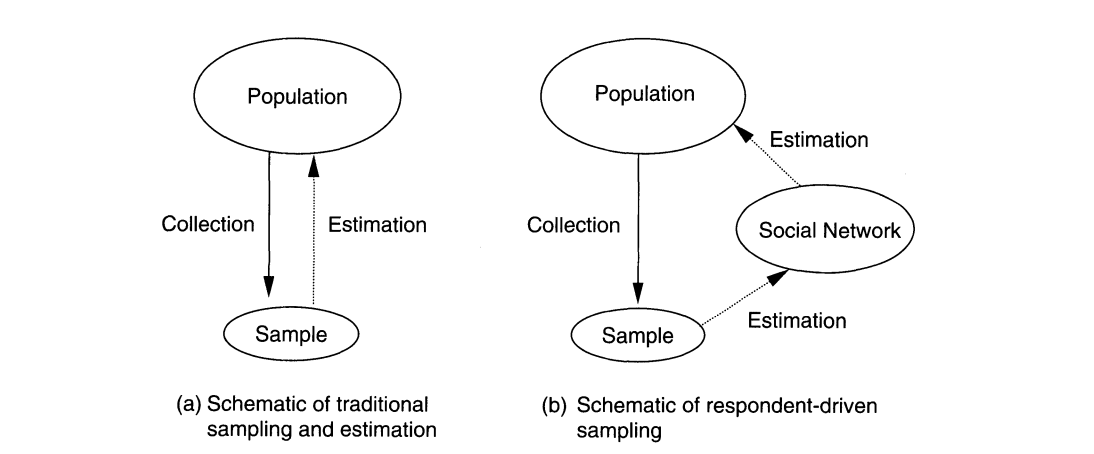 Population
Collection
Estimation
Sample
(a) Schematic of traditional
sampling and estimation
Population
Estimation
Collection
Social Network
Estimation
Sample
(b) Schematic of respondent-driven
sampling